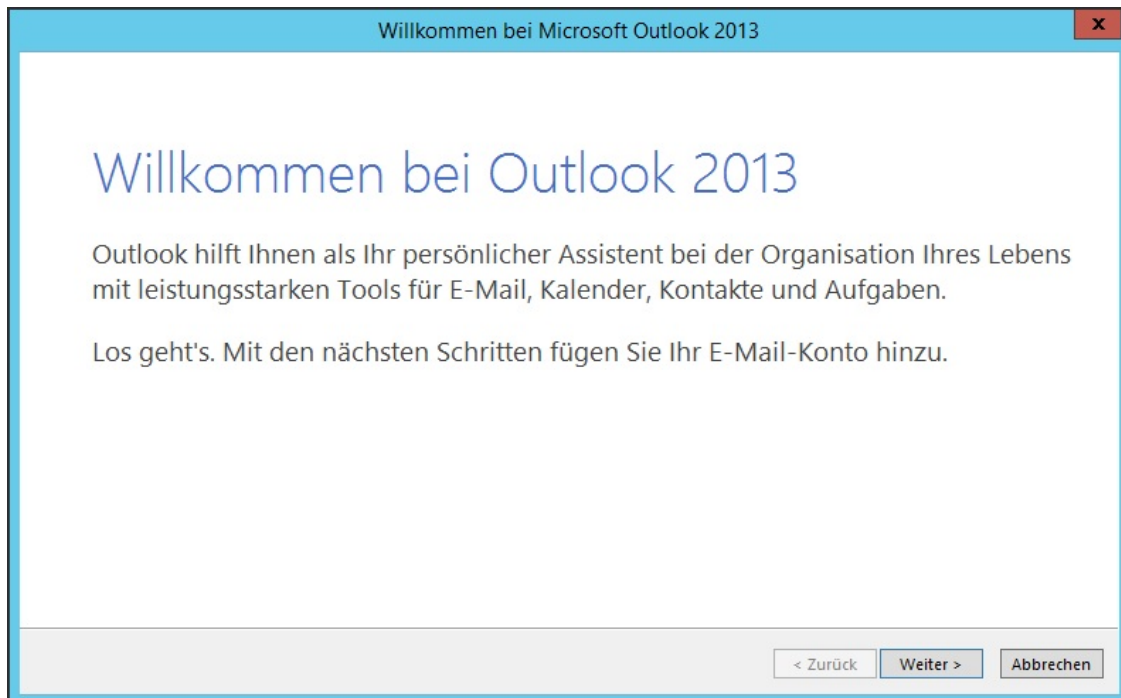 Willkommen bei Microsoft Outlook 2013
x
Willkommen bei Outlook 2013
Outlook hilft Ihnen als Ihr persönlicher Assistent bei der Organisation Ihres Lebens
mit leistungsstarken Tools für E-Mail, Kalender, Kontakte und Aufgaben.
Los geht's. Mit den nächsten Schritten fügen Sie Ihr E-Mail-Konto hinzu.
< Zurück Weiter > Abbrechen